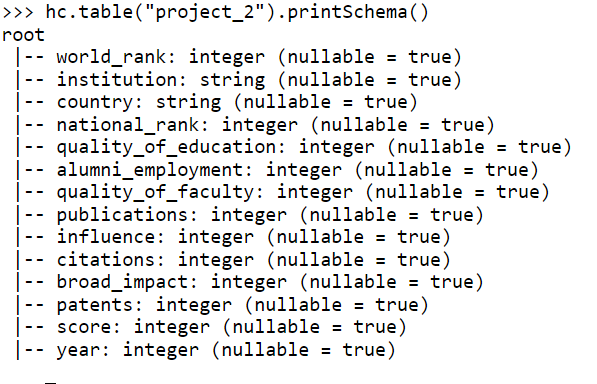 >>> hc.table("project_2").printSchema()
root
 |-- world_rank: integer (nullable = true)
 |-- institution: string (nullable = true)
 |-- country: string (nullable = true)
 |-- national_rank: integer (nullable = true)
 |-- quality_of_education: integer (nullable = true)
 |-- alumni_employment: integer (nullable = true)
 |-- quality_of_faculty: integer (nullable = true)
 |-- publications: integer (nullable = true)
 |-- influence: integer (nullable = true)
 |-- citations: integer (nullable = true)
 |-- broad_impact: integer (nullable = true)
 |-- patents: integer (nullable = true)
 |-- score: integer (nullable = true)
 |-- year: integer (nullable = true)